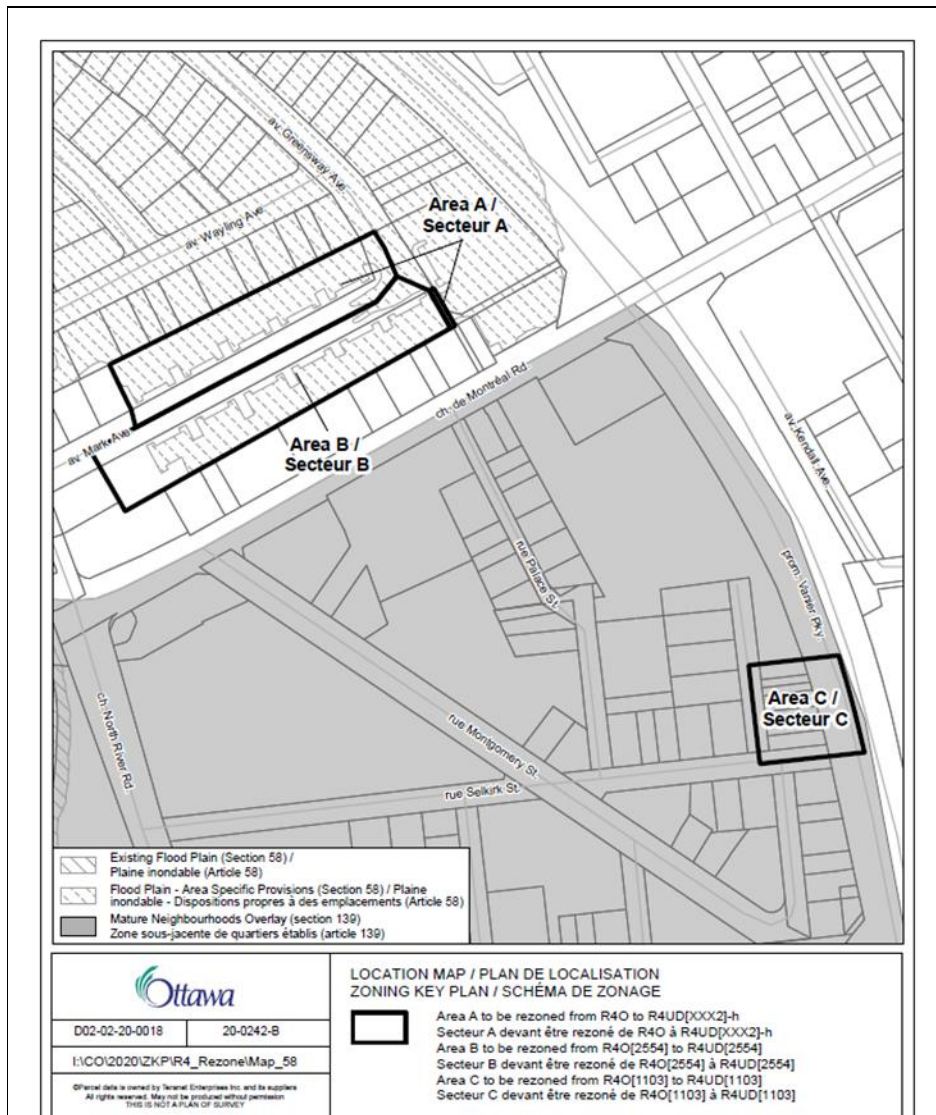 av. Greensway Ave.
av. Wayling Ave.
Area A /
Secteur A
av. Mark Ave
Area B /
Secteur B
ch. de Montréal Rd.
av. Kendall Ave.
rue Palace St.
prom. Vanier Pky.
Area C /
Secteur C
ch. North River Rd.
rue Montgomery St.
rue Selkirk St.
Existing Flood Plain (Section 58) /
Plaine inondable (Article 58)
Flood Plain - Area Specific Provisions (Section 58) / Plaine
inondable - Dispositions propres à des emplacements (Article 58)
Mature Neighbourhoods Overlay (section 139)
Zone sous-jacente de quartiers établis (article 139)
Ottawa
D02-02-20-0018
20-0242-B
I:\CO\2020\ZKP\R4_Rezone\Map_58
©Parcel data is owned by Teranet Enterprises Inc. and its suppliers
All rights reserved. May not be produced without permission
THIS IS NOT A PLAN OF SURVEY
LOCATION MAP / PLAN DE LOCALISATION
ZONING KEY PLAN / SCHÉMA DE ZONAGE
Area A to be rezoned from R4O to R4UD[XXX2]-h
Secteur A devant être rezoné de R4O à R4UD[XXX2]-h
Area B to be rezoned from R4O[2554] to R4UD[2554]
Secteur B devant être rezoné de R4O[2554] à R4UD[2554]
Area C to be rezoned from R4O[1103] to R4UD[1103]
Secteur C devant être rezoné de R4O[1103] à R4UD[1103]